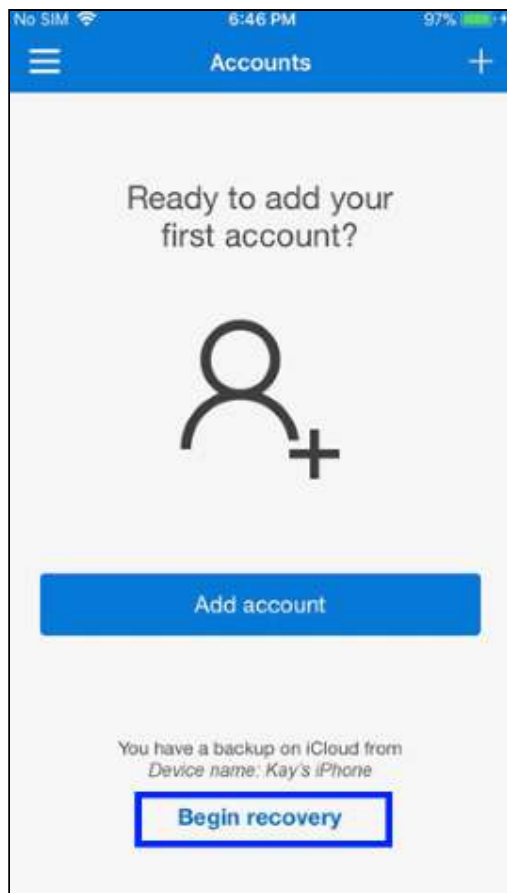 No SIM 6:46 PM 97%
Accounts
Ready to add your
first account?
Add account
You have a backup on iCloud from
Device name: Kay's iPhone
Begin recovery